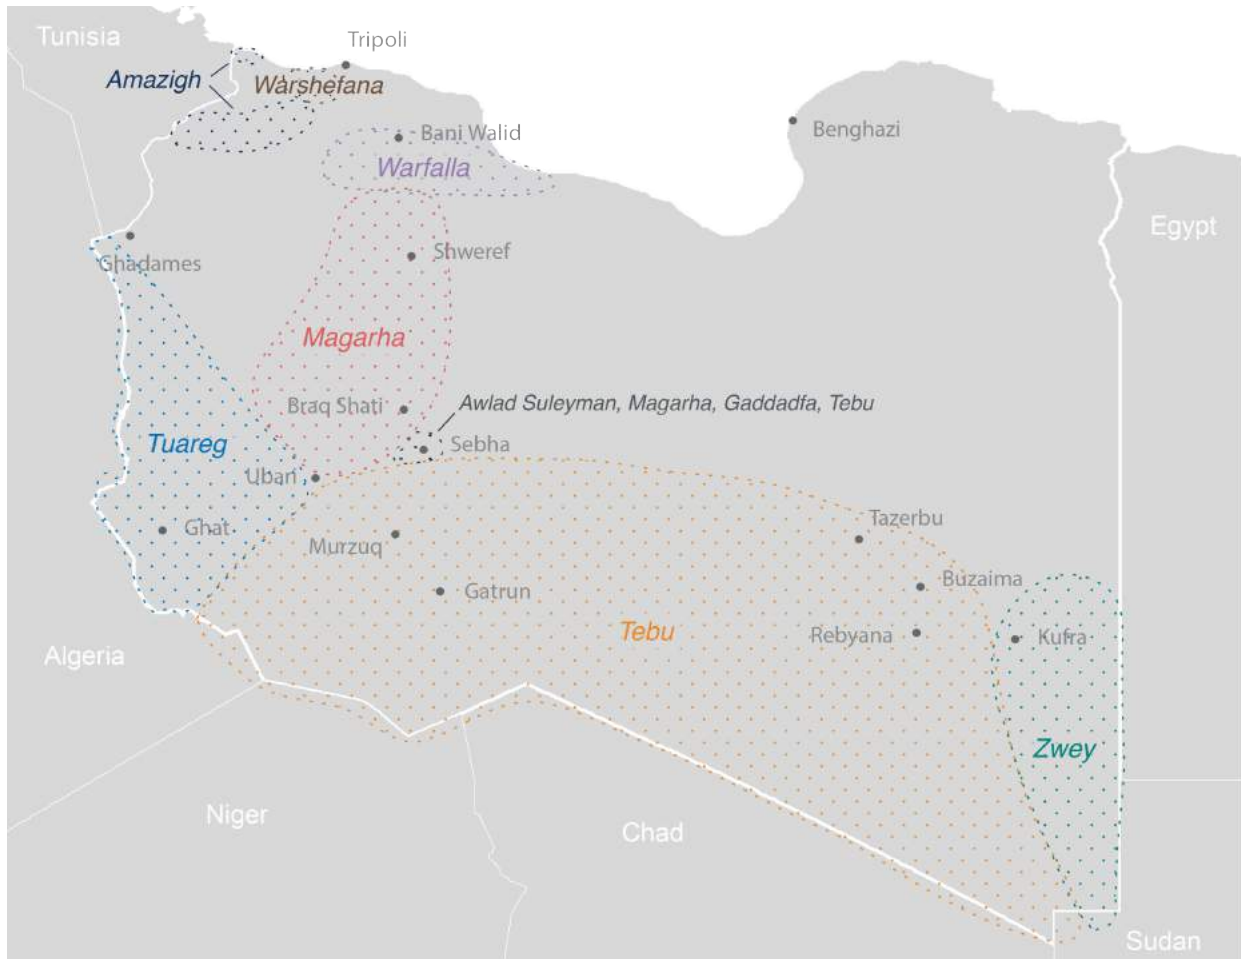 Tunisia
Tripoli
Amazigh
Warshefana
Bani Walid
Benghazi
Warfalla
Egypt
Ghadames
Shweref
Magarha
Braq Shati
Awlad Suleyman, Magarha, Gaddadfa, Tebu
Tuareg
Sebha
Ubari
Ghat
Tazerbu
Murzuq
Buzaima
Gatrun
Tebu
Rebyana
Kufra
Algeria
Zwey
Niger
Chad
Sudan